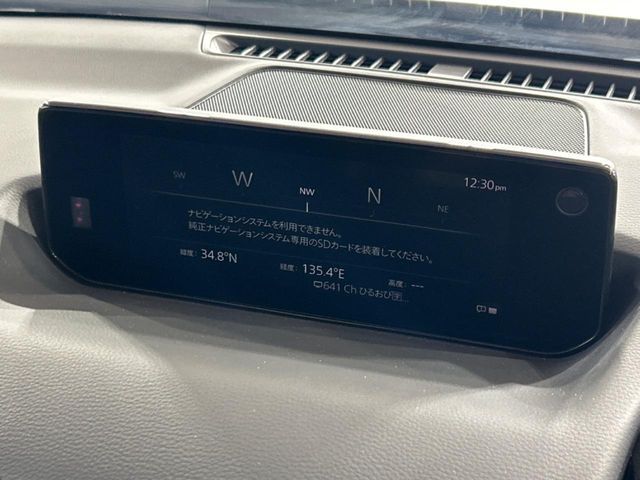 SW W NW N NE
12:30pm
ナビゲーションシステムを利用できません。
純正ナビゲーションシステム専用のSDカードを装着してください。
緯度: 34.8°N 経度: 135.4°E 高度: ---
641 Ch ひるおび🈑...